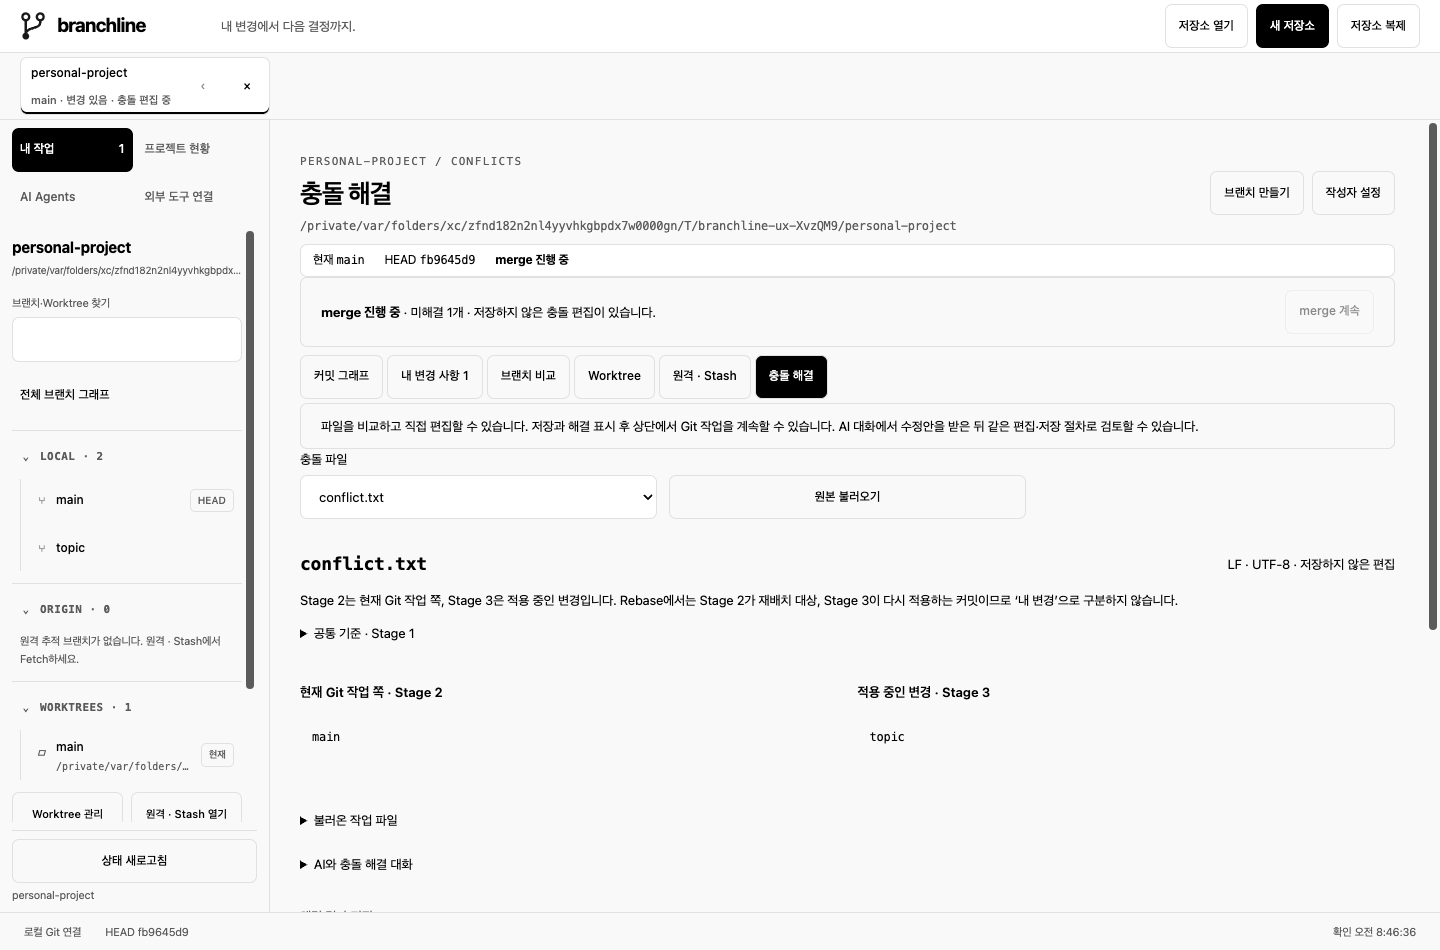 branchline
내 변경에서 다음 결정까지.
저장소 열기
새 저장소
저장소 복제
personal-project
main · 변경 있음 · 충돌 편집 중
‹
×
내 작업 1
프로젝트 현황
AI Agents
외부 도구 연결
personal-project
/private/var/folders/xc/zfnd182n2nl4yyvhkgbpdx...
브랜치·Worktree 찾기
전체 브랜치 그래프
LOCAL · 2
main HEAD
topic
ORIGIN · 0
원격 추적 브랜치가 없습니다. 원격 · Stash에서
Fetch하세요.
WORKTREES · 1
main
/private/var/folders/… 현재
Worktree 관리
원격 · Stash 열기
상태 새로고침
personal-project
PERSONAL-PROJECT / CONFLICTS
충돌 해결
브랜치 만들기
작성자 설정
/private/var/folders/xc/zfnd182n2nl4yyvhkgbpdx7w0000gn/T/branchline-ux-XvzQM9/personal-project
현재 main HEAD fb9645d9 merge 진행 중
merge 진행 중 · 미해결 1개 · 저장하지 않은 충돌 편집이 있습니다.
merge 계속
커밋 그래프
내 변경 사항 1
브랜치 비교
Worktree
원격 · Stash
충돌 해결
파일을 비교하고 직접 편집할 수 있습니다. 저장과 해결 표시 후 상단에서 Git 작업을 계속할 수 있습니다. AI 대화에서 수정안을 받은 뒤 같은 편집·저장 절차로 검토할 수 있습니다.
충돌 파일
conflict.txt
원본 불러오기
conflict.txt
LF · UTF-8 · 저장하지 않은 편집
Stage 2는 현재 Git 작업 쪽, Stage 3은 적용 중인 변경입니다. Rebase에서는 Stage 2가 재배치 대상, Stage 3이 다시 적용하는 커밋이므로 ‘내 변경’으로 구분하지 않습니다.
▶ 공통 기준 · Stage 1
현재 Git 작업 쪽 · Stage 2
적용 중인 변경 · Stage 3
main
topic
▶ 불러온 작업 파일
▶ AI와 충돌 해결 대화
로컬 Git 연결
HEAD fb9645d9
확인 오전 8:46:36